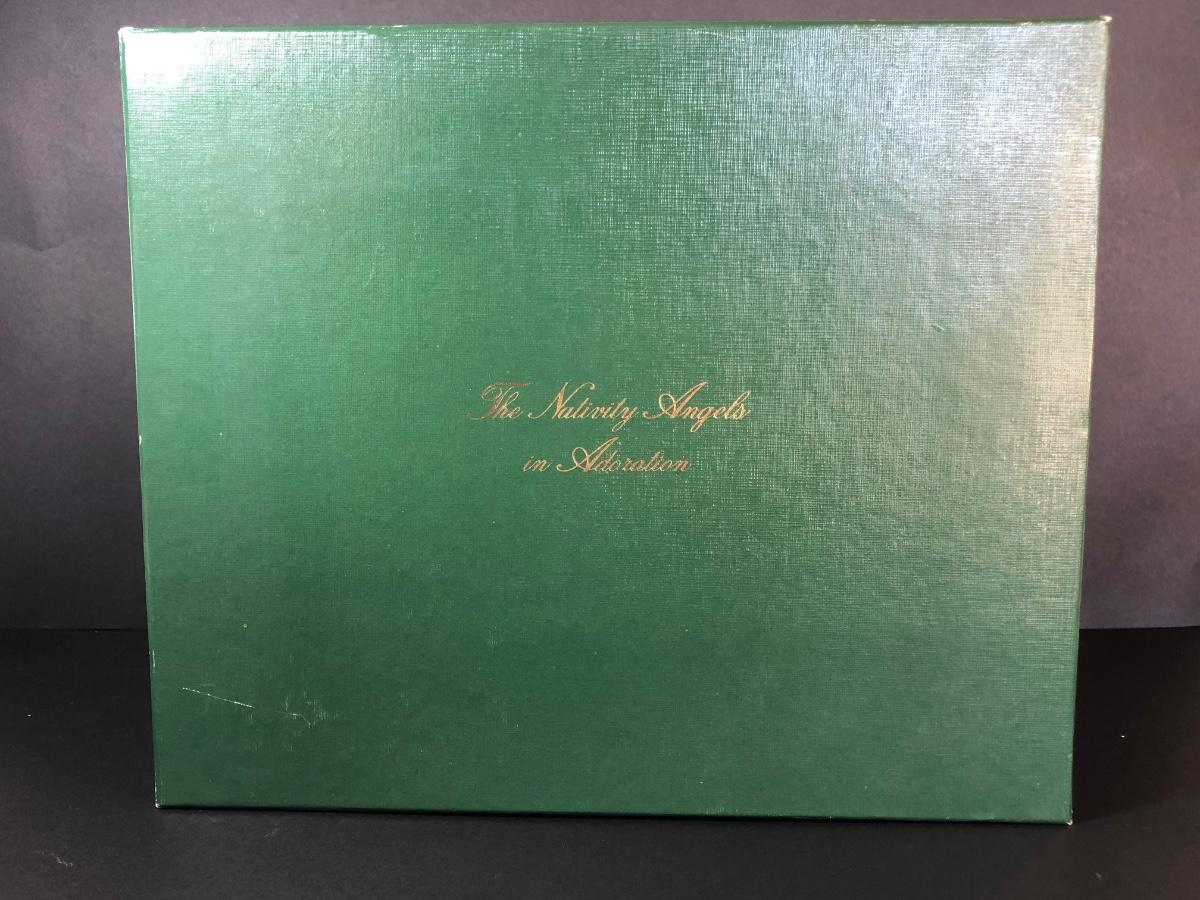 The Nativity Angels
in Adoration